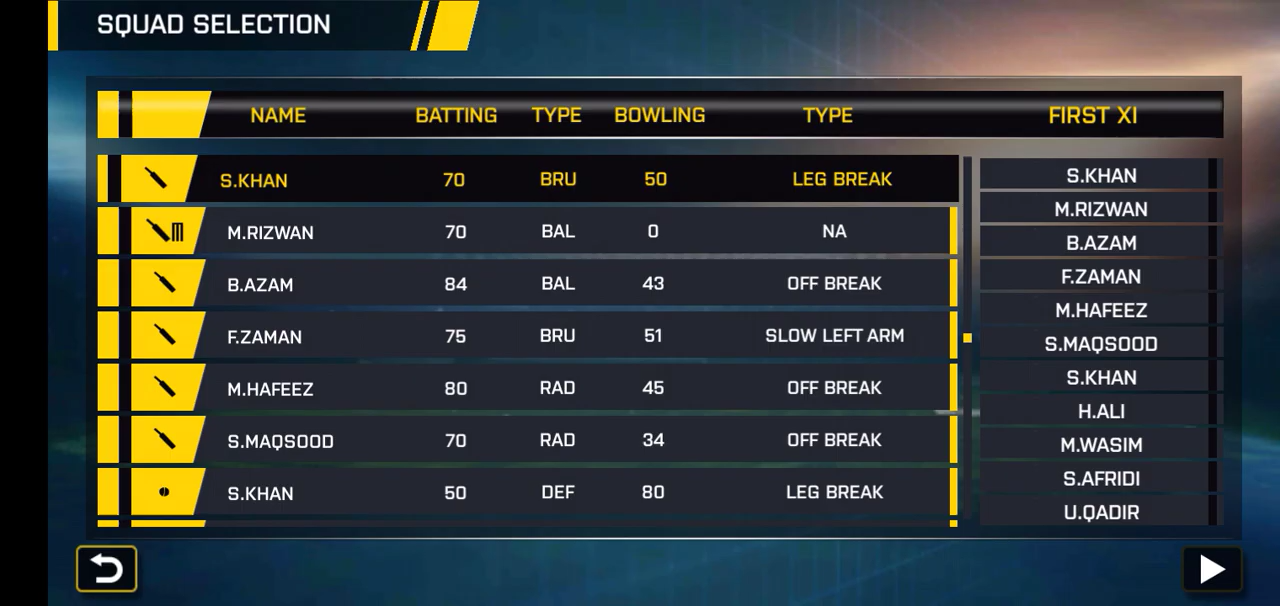 SQUAD SELECTION
NAME BATTING TYPE BOWLING TYPE FIRST XI
S.KHAN 70 BRU 50 LEG BREAK
M.RIZWAN 70 BAL 0 NA
B.AZAM 84 BAL 43 OFF BREAK
F.ZAMAN 75 BRU 51 SLOW LEFT ARM
M.HAFEEZ 80 RAD 45 OFF BREAK
S.MAQSOOD 70 RAD 34 OFF BREAK
S.KHAN 50 DEF 80 LEG BREAK
S.KHAN
M.RIZWAN
B.AZAM
F.ZAMAN
M.HAFEEZ
S.MAQSOOD
S.KHAN
H.ALI
M.WASIM
S.AFRIDI
U.QADIR